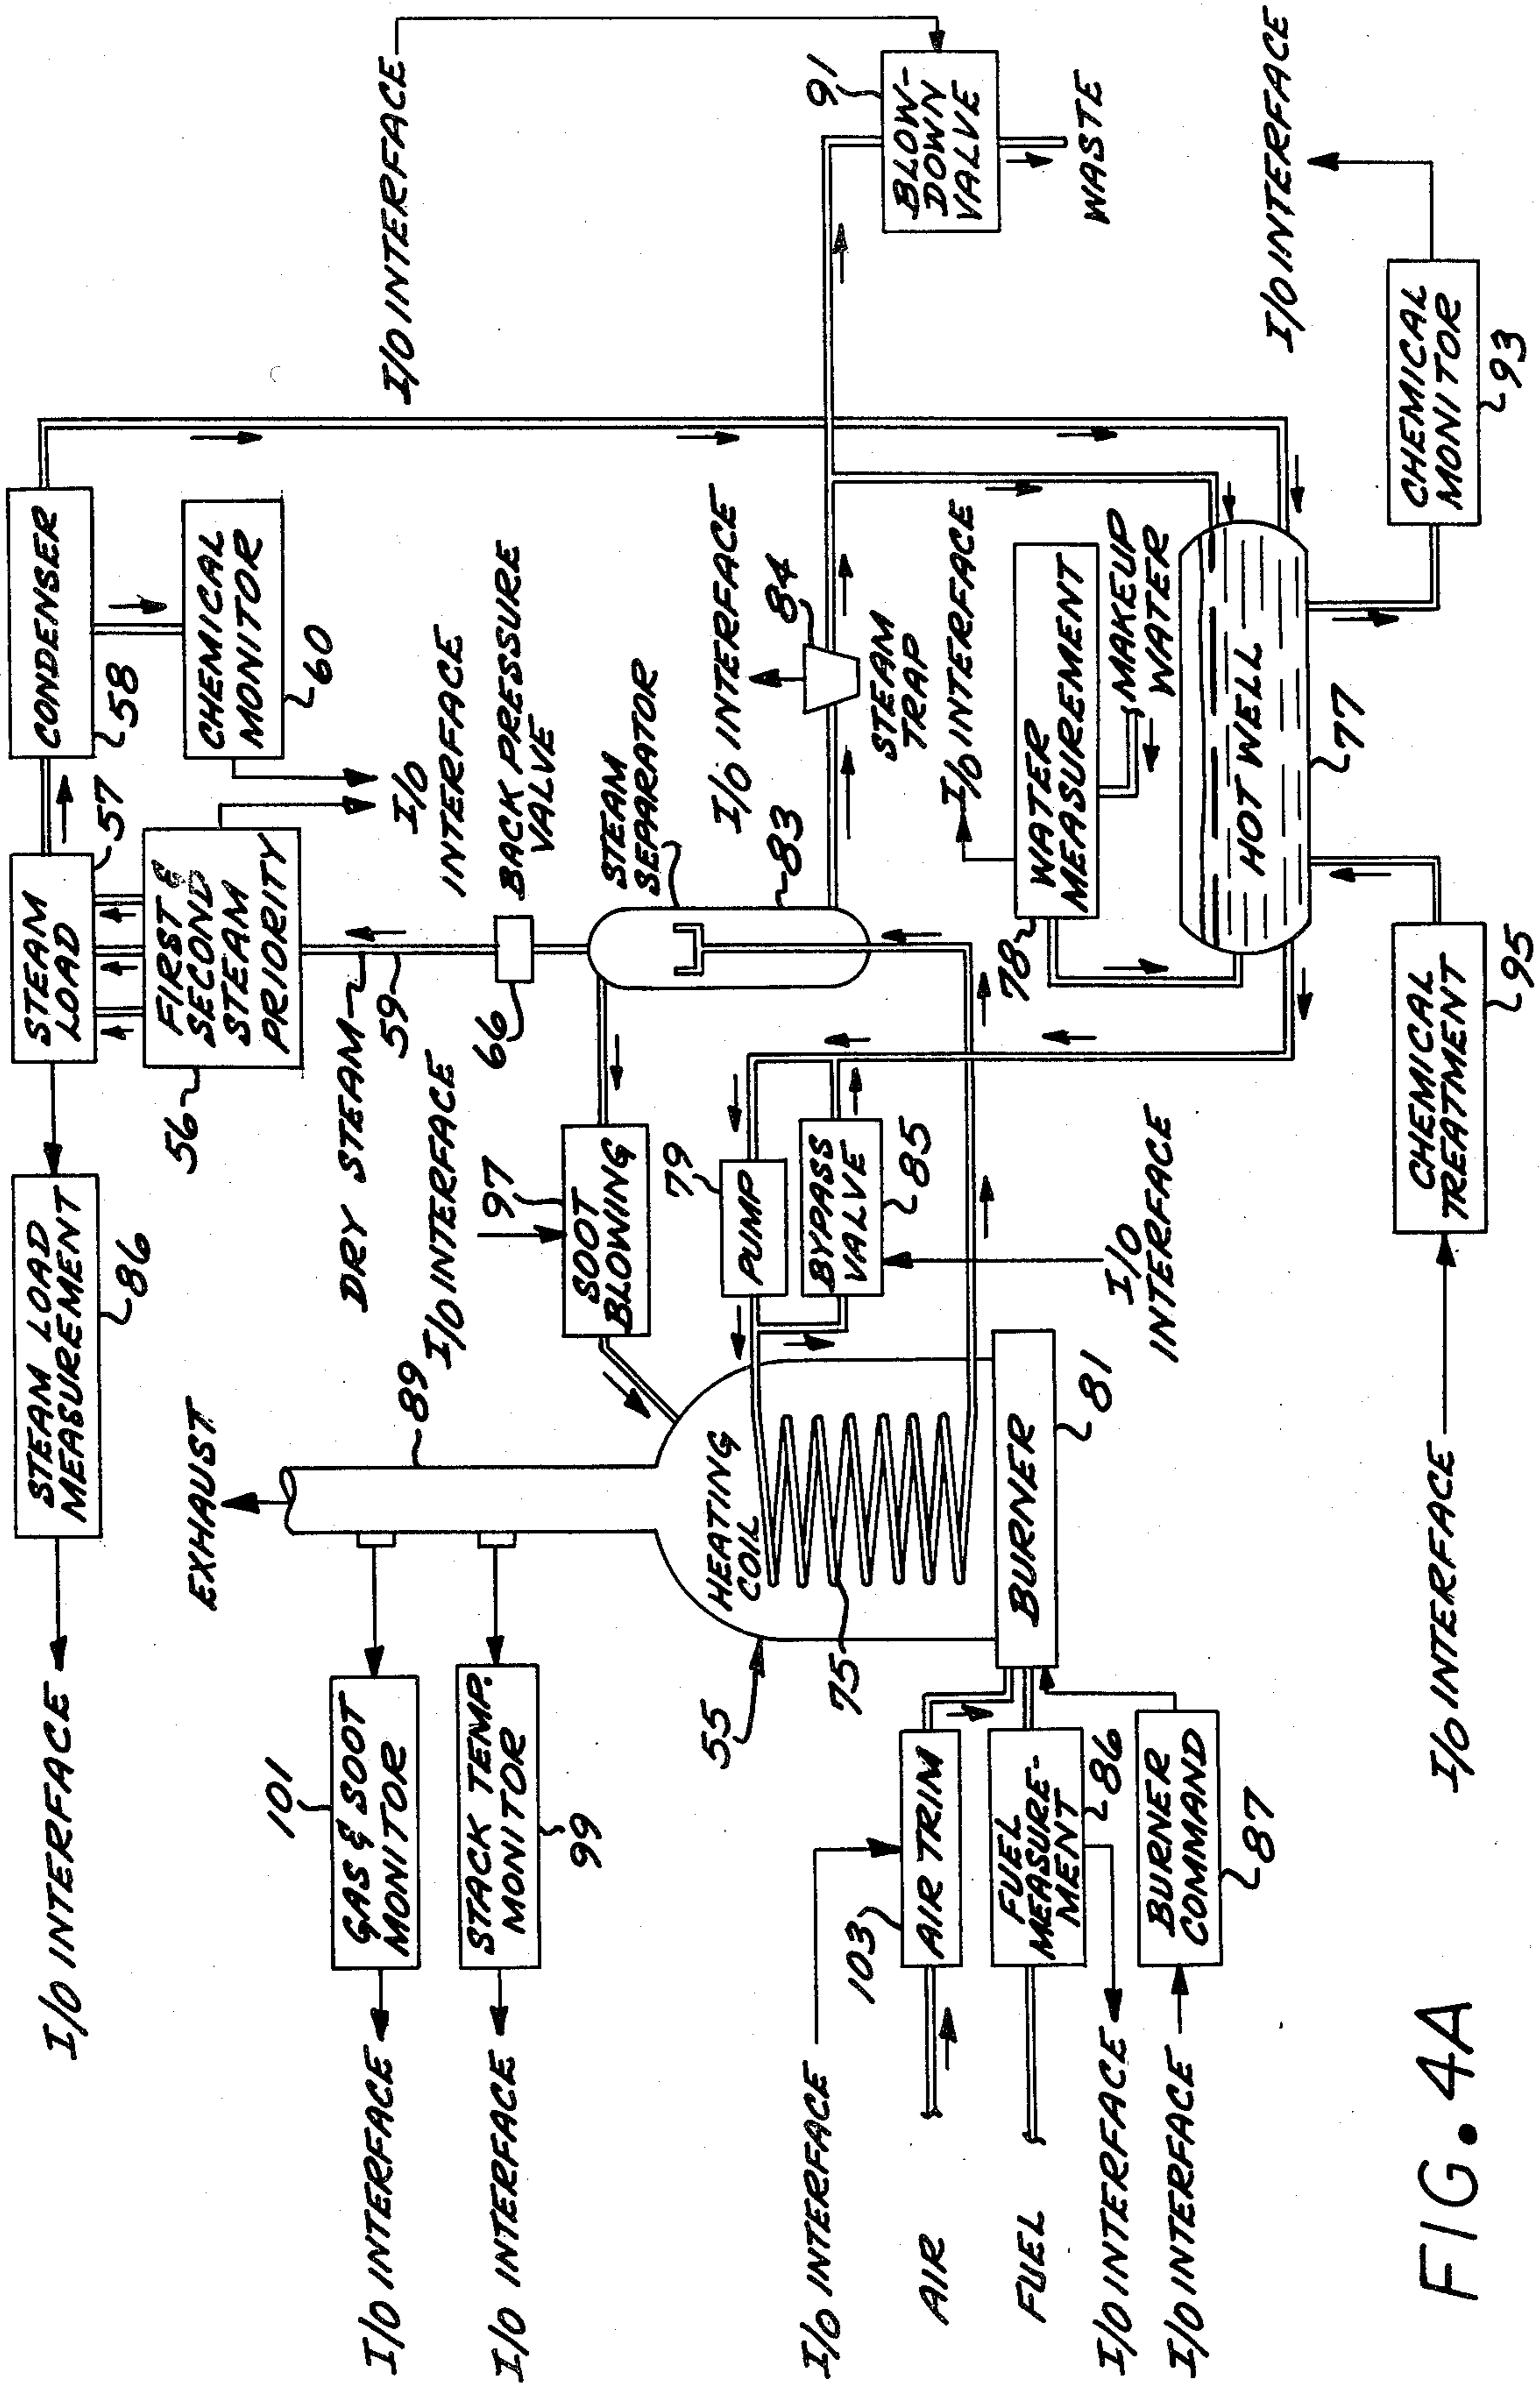 I/O INTERFACE
STEAM LOAD
MEASUREMENT
86
STEAM
LOAD
57
CONDENSER
58
CHEMICAL
MONITOR
60
FIRST &
SECOND
STEAM
PRIORITY
56
I/O
INTERFACE
I/O INTERFACE
EXHAUST
89
DRY STEAM
59
BACK PRESSURE
VALVE
66
101
GAS & SOOT
MONITOR
I/O INTERFACE
STACK TEMP.
MONITOR
99
I/O INTERFACE
I/O INTERFACE
97
SOOT
BLOWING
STEAM
SEPARATOR
83
I/O INTERFACE
84
STEAM
TRAP
91
BLOW-
DOWN
VALVE
WASTE
HEATING
COIL
55
75
79
PUMP
BYPASS
VALVE
85
I/O
INTERFACE
78
I/O INTERFACE
WATER
MEASUREMENT
MAKEUP
WATER
HOT WELL
77
I/O INTERFACE
103
AIR TRIM
AIR
FUEL
FUEL
MEASURE-
MENT
86
I/O INTERFACE
BURNER
81
I/O INTERFACE
BURNER
COMMAND
87
I/O INTERFACE
CHEMICAL
TREATMENT
95
I/O INTERFACE
CHEMICAL
MONITOR
93
FIG. 4A